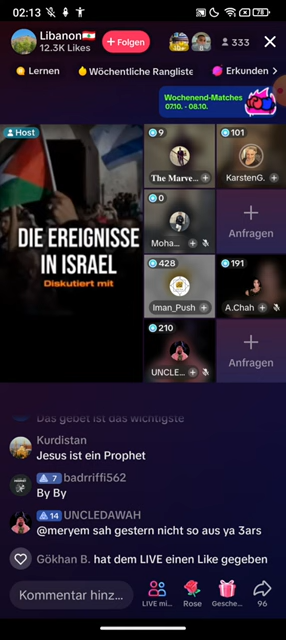 02:13
78
Libanon🇱🇧
12.3K Likes
+ Folgen
333
Lernen
Wöchentliche Rangliste
Erkunden >
Wochenend-Matches
07.10. - 08.10.
Host
DIE EREIGNISSE
IN ISRAEL
Diskutiert mit
9
The Marve...
101
KarstenG.
0
Moha...
+
Anfragen
428
Iman_Push
191
A.Chah
210
UNCLE...
+
Anfragen
Das gebet ist das wichtigste
Kurdistan
Jesus ist ein Prophet
7 badrriffi562
By By
14 UNCLEDAWAH
@meryem sah gestern nicht so aus ya 3ars
Gökhan B. hat dem LIVE einen Like gegeben
Kommentar hinz...
LIVE mi...
Rose
Gesche...
96